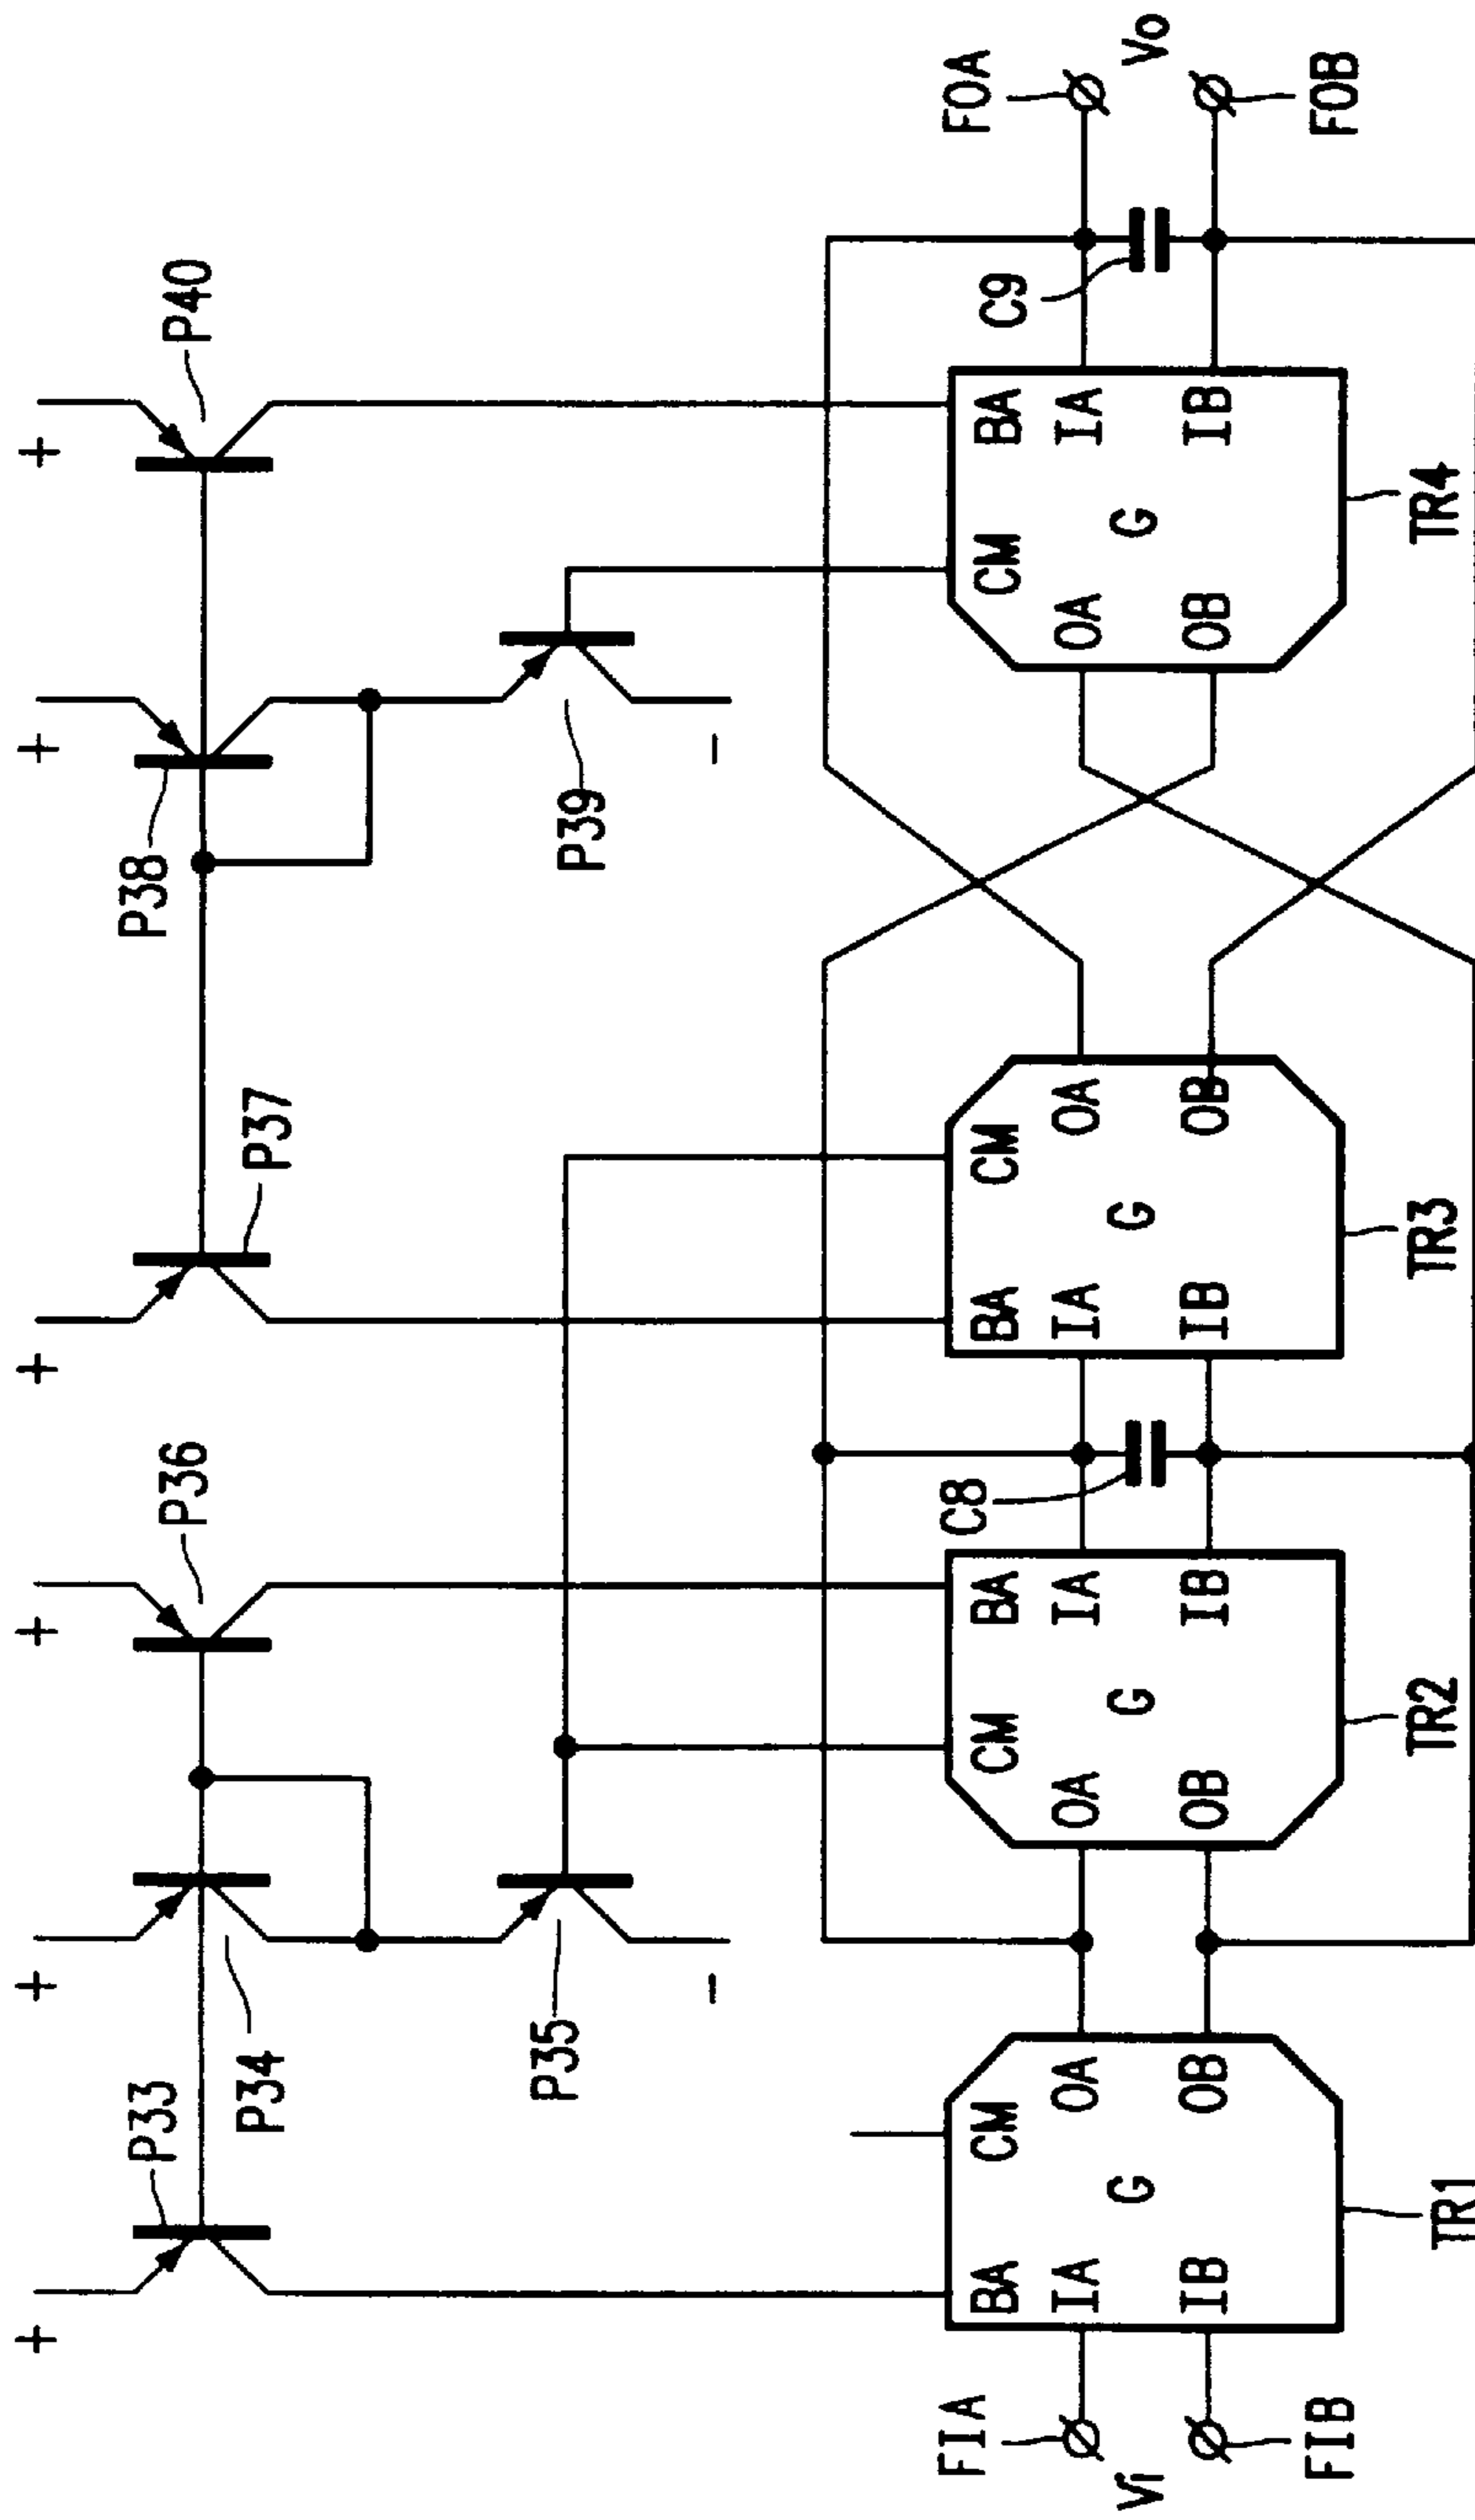 + + + + + +
P33 P34 P36 P37 P38 P40
P35 P39
- -
FIA C8 C9 FOA
BA CM CM BA BA CM CM BA
IA OA OA IA IA OA OA IA
Vi G G G G Vo
IB OB OB IB IB OB OB IB
FIB FOB
TR1 TR2 TR3 TR4